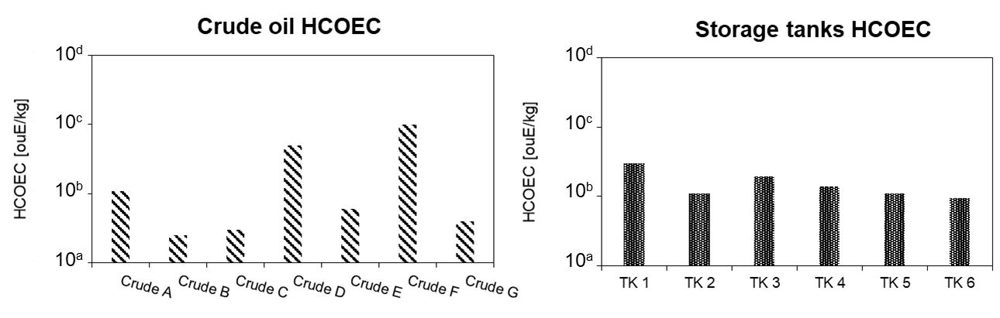 Crude oil HCOEC
HCOEC [ouE/kg]
10ᵈ
10ᶜ
10ᵇ
10ᵃ
Crude A
Crude B
Crude C
Crude D
Crude E
Crude F
Crude G
Storage tanks HCOEC
HCOEC [ouE/kg]
10ᵈ
10ᶜ
10ᵇ
10ᵃ
TK 1
TK 2
TK 3
TK 4
TK 5
TK 6